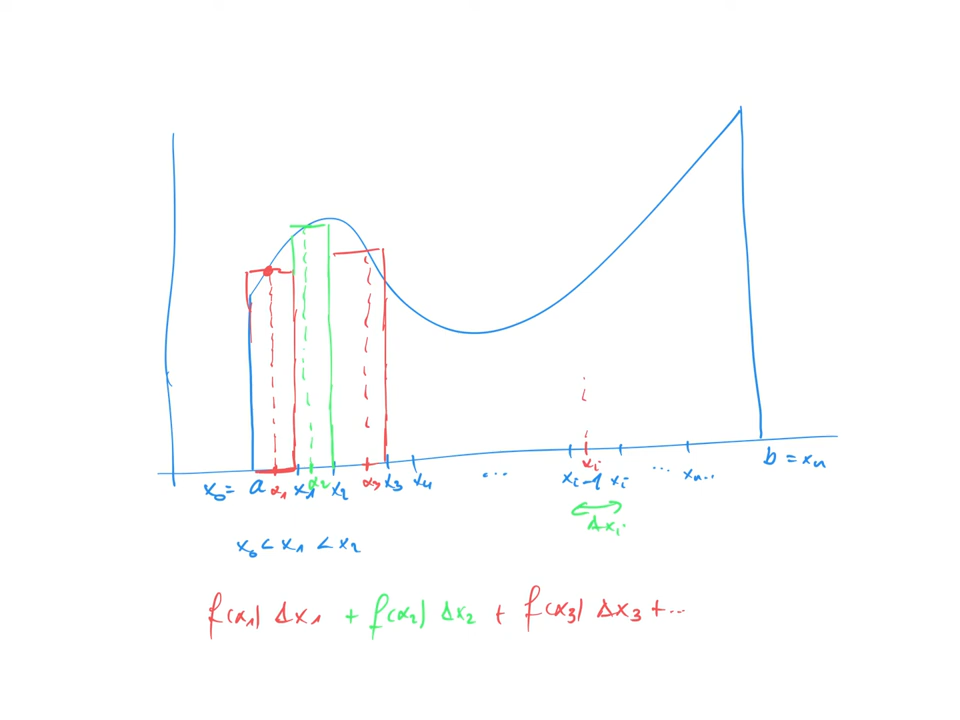 x₀ = a α₁ x₁ α₂ x₂ α₃ x₃ x₄ ... xᵢ₋₁ αᵢ xᵢ ... xₙ.. b = xₙ
Δxᵢ
x₀ < x₁ < x₂
f(α₁) Δx₁ + f(α₂) Δx₂ + f(α₃) Δx₃ + ...